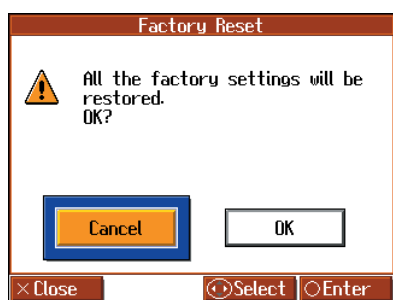 Factory Reset
All the factory settings will be
restored.
OK?
Cancel OK
×Close Select ○Enter